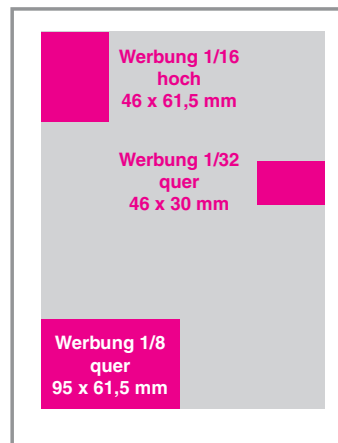 Werbung 1/16
hoch
46 x 61,5 mm
Werbung 1/32
quer
46 x 30 mm
Werbung 1/8
quer
95 x 61,5 mm